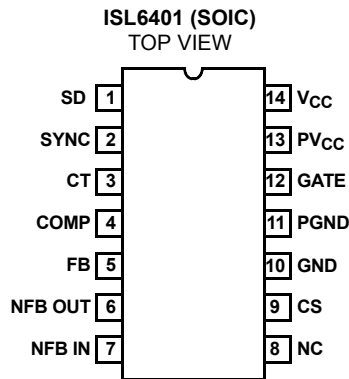 ISL6401 (SOIC)
TOP VIEW
SD 1 14 VCC
SYNC 2 13 PVCC
CT 3 12 GATE
COMP 4 11 PGND
FB 5 10 GND
NFB OUT 6 9 CS
NFB IN 7 8 NC